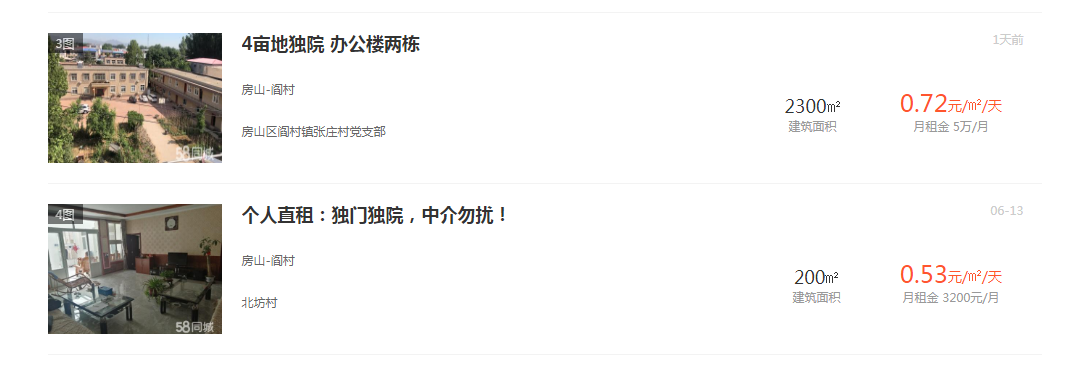 3图
4亩地独院 办公楼两栋
1天前
房山-阎村
房山区阎村镇张庄村党支部
2300㎡
建筑面积
0.72元/㎡/天
月租金 5万/月
58同城
4图
个人直租：独门独院，中介勿扰！
06-13
房山-阎村
北坊村
200㎡
建筑面积
0.53元/㎡/天
月租金 3200元/月
58同城